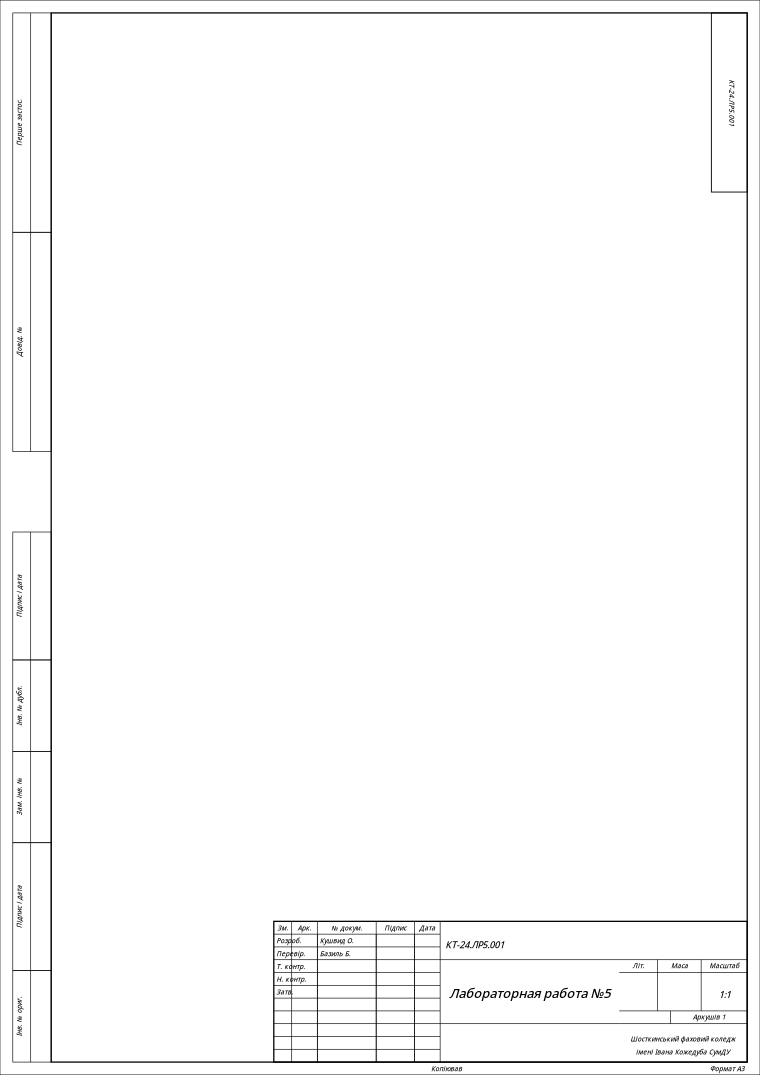 КТ-24.ЛР5.001
Перше застос.
Довід. №
Підпис і дата
Інв. № дубл.
Зам. інв. №
Підпис і дата
Інв. № ориг.
Зм. Арк. № докум. Підпис Дата
Розроб. Кушвид О.
Перевір. Базиль Б.
Т. контр.
Н. контр.
Затв.
КТ-24.ЛР5.001
Лабораторная работа №5
Літ. Маса Масштаб
1:1
Аркушів 1
Шосткинський фаховий коледж
імені Івана Кожедуба СумДУ
Копіював Формат А3